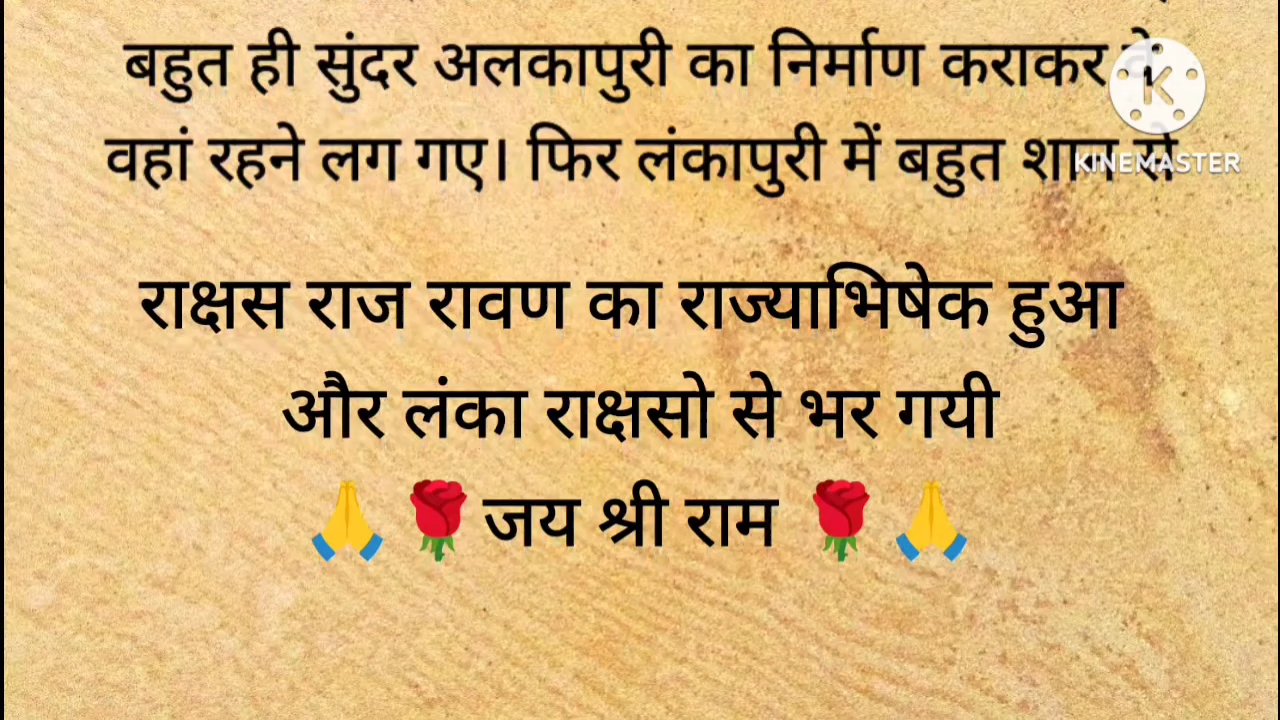 बहुत ही सुंदर अलकापुरी का निर्माण कराकर
वहां रहने लग गए। फिर लंकापुरी में बहुत शान से
KINEMASTER
राक्षस राज रावण का राज्याभिषेक हुआ
और लंका राक्षसो से भर गयी
🙏🌹जय श्री राम 🌹🙏